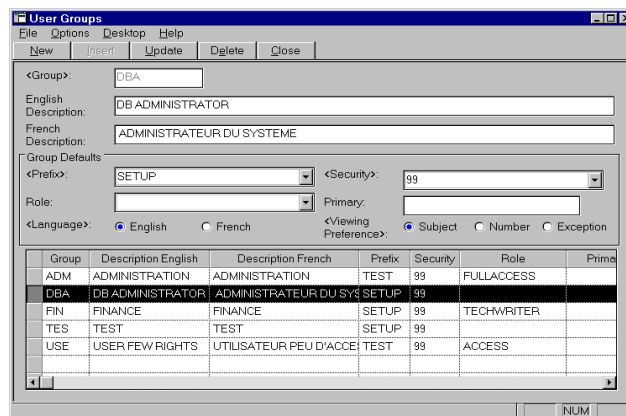 User Groups
File Options Desktop Help
New Insert Update Delete Close
<Group>: DBA
English Description: DB ADMINISTRATOR
French Description: ADMINISTRATEUR DU SYSTEME
Group Defaults
<Prefix>: SETUP <Security>: 99
Role: Primary:
<Language>: English French <Viewing Preference>: Subject Number Exception
Group Description English Description French Prefix Security Role Prima
ADM ADMINISTRATION ADMINISTRATION TEST 99 FULLACCESS
DBA DB ADMINISTRATOR ADMINISTRATEUR DU SYS SETUP 99
FIN FINANCE FINANCE SETUP 99 TECHWRITER
TES TEST TEST SETUP 99
USE USER FEW RIGHTS UTILISATEUR PEU D'ACCE TEST 99 ACCESS
NUM